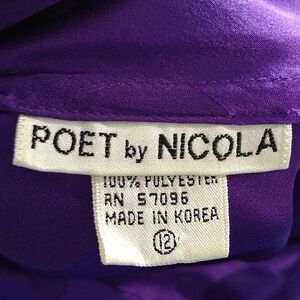 POET by NICOLA
100% POLYESTER
RN 57096
MADE IN KOREA
12